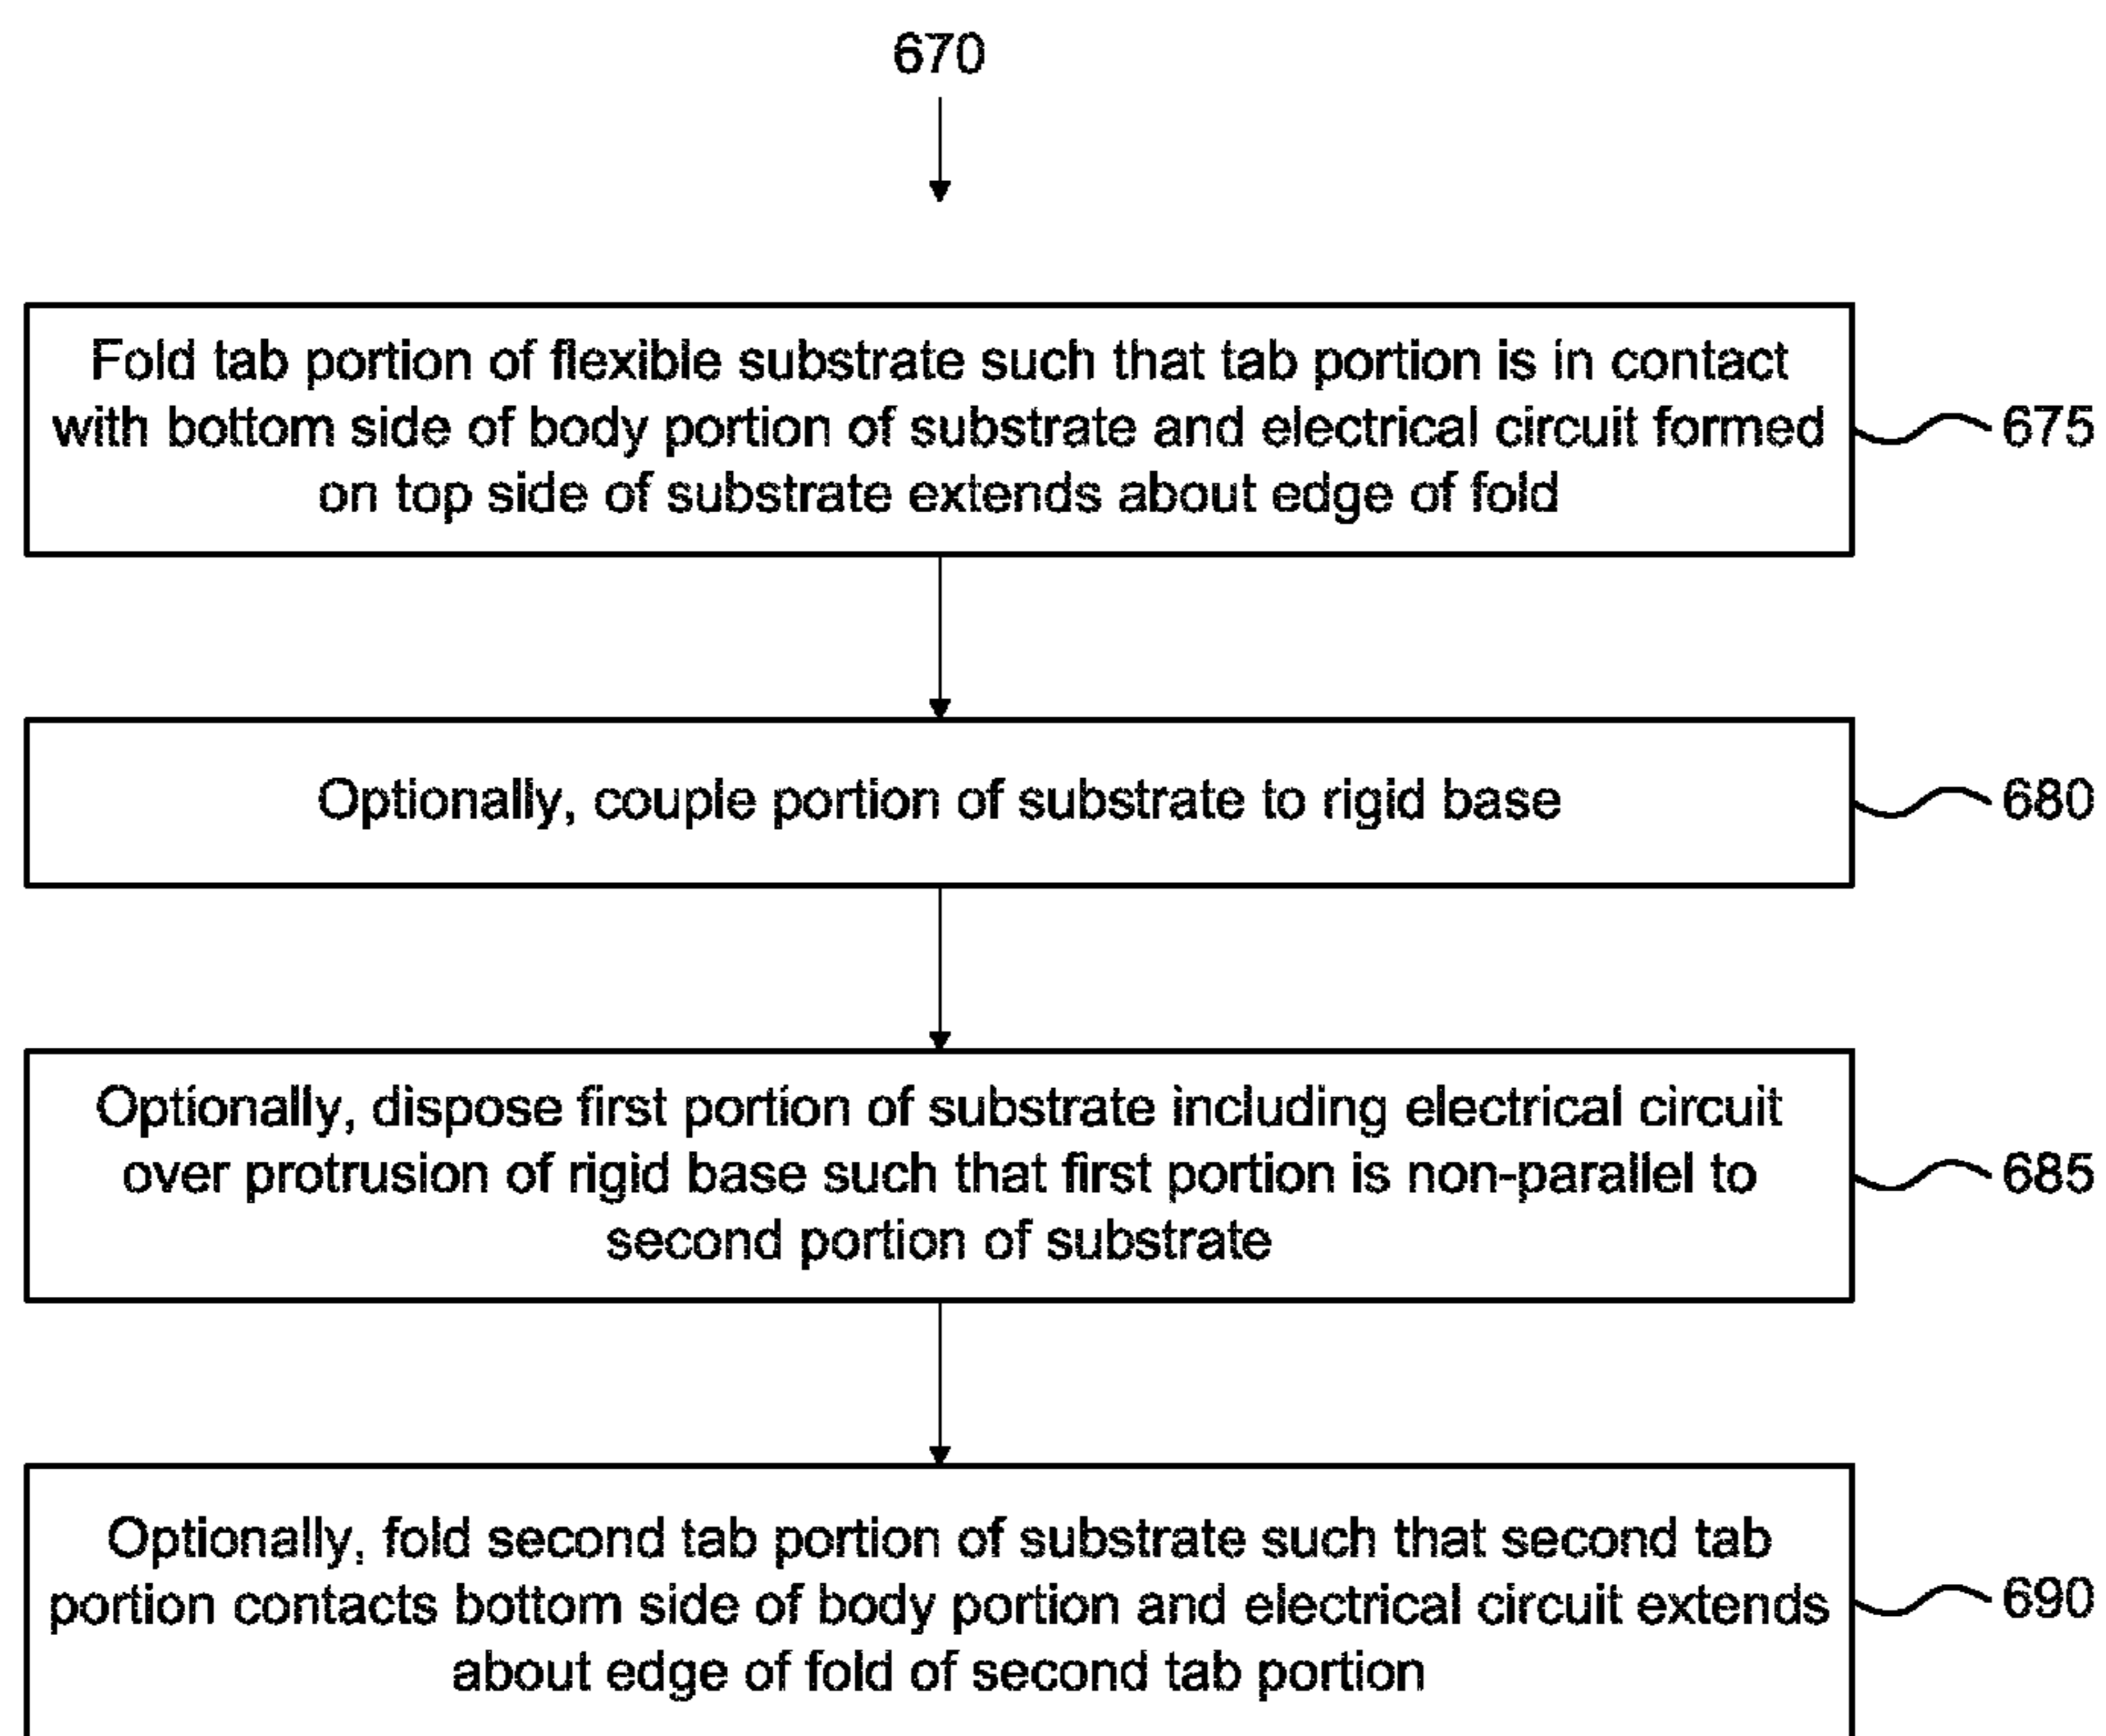 670
Fold tab portion of flexible substrate such that tab portion is in contact
with bottom side of body portion of substrate and electrical circuit formed
on top side of substrate extends about edge of fold
675
Optionally, couple portion of substrate to rigid base
680
Optionally, dispose first portion of substrate including electrical circuit
over protrusion of rigid base such that first portion is non-parallel to
second portion of substrate
685
Optionally, fold second tab portion of substrate such that second tab
portion contacts bottom side of body portion and electrical circuit extends
about edge of fold of second tab portion
690